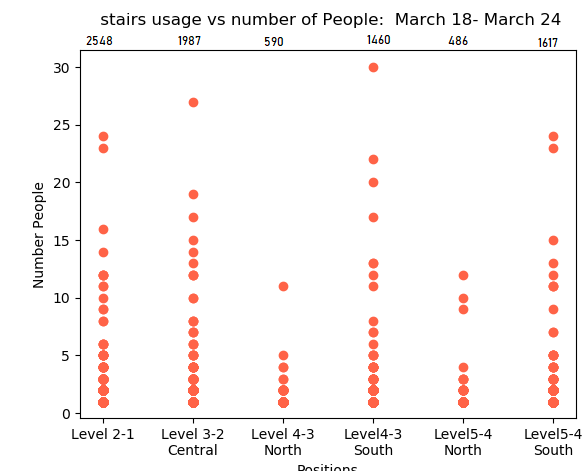 stairs usage vs number of People: March 18- March 24
2548 1987 590 1460 486 1617
30
25
20
15
10
5
0
Number People
Level 2-1 Level 3-2 Central Level 4-3 North Level4-3 South Level5-4 North Level5-4 South
Positions